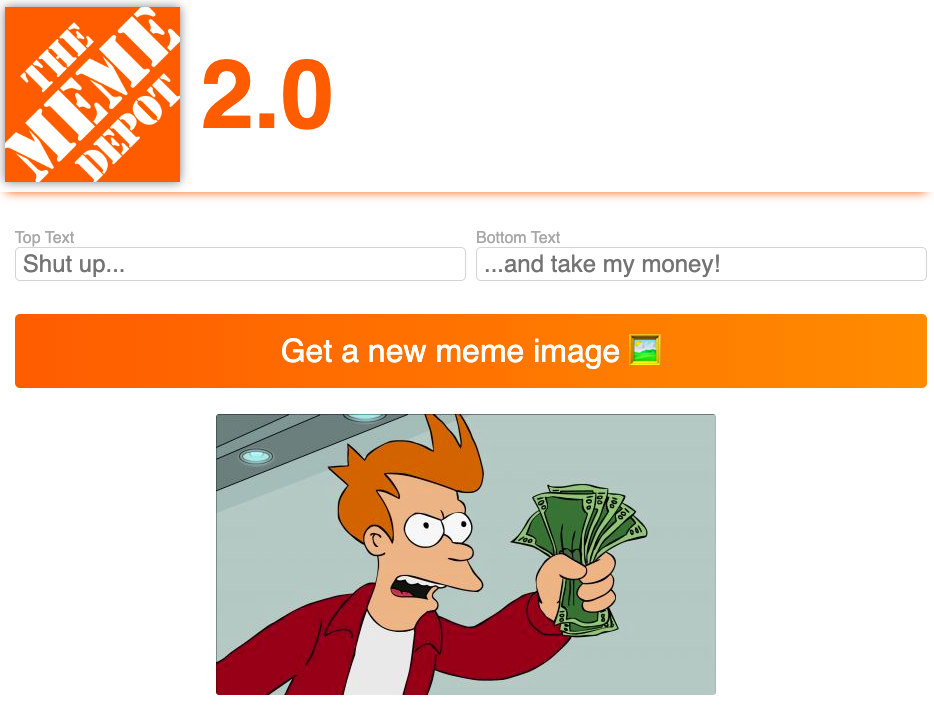 THE
MEME
DEPOT
2.0
Top Text
Bottom Text
Shut up...
...and take my money!
Get a new meme image 🖼️
100